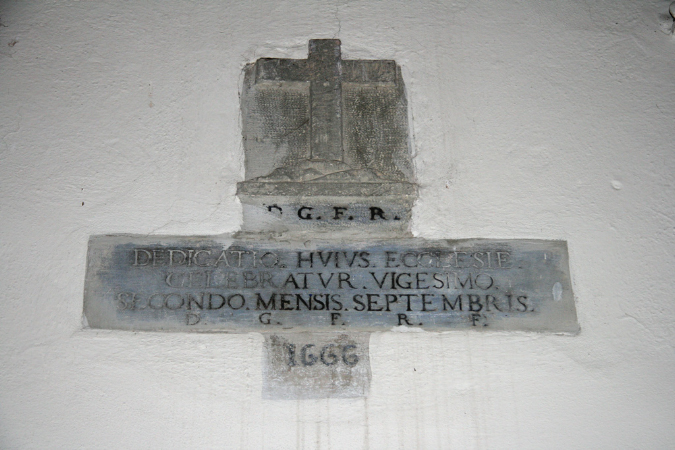 D G. F. R.
DEDICATIO. HVIVS. ECCLESIE.
CELEBRATVR. VIGESIMO.
SECONDO. MENSIS. SEPTEMBRIS.
D. G. F. R. F.
1666